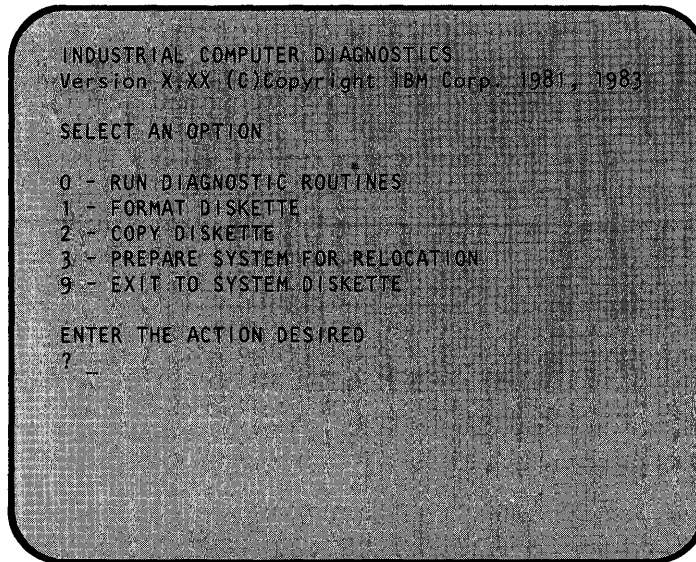 INDUSTRIAL COMPUTER DIAGNOSTICS
Version X.XX (C)Copyright IBM Corp. 1981, 1983
SELECT AN OPTION
0 - RUN DIAGNOSTIC ROUTINES
1 - FORMAT DISKETTE
2 - COPY DISKETTE
3 - PREPARE SYSTEM FOR RELOCATION
9 - EXIT TO SYSTEM DISKETTE
ENTER THE ACTION DESIRED
? _